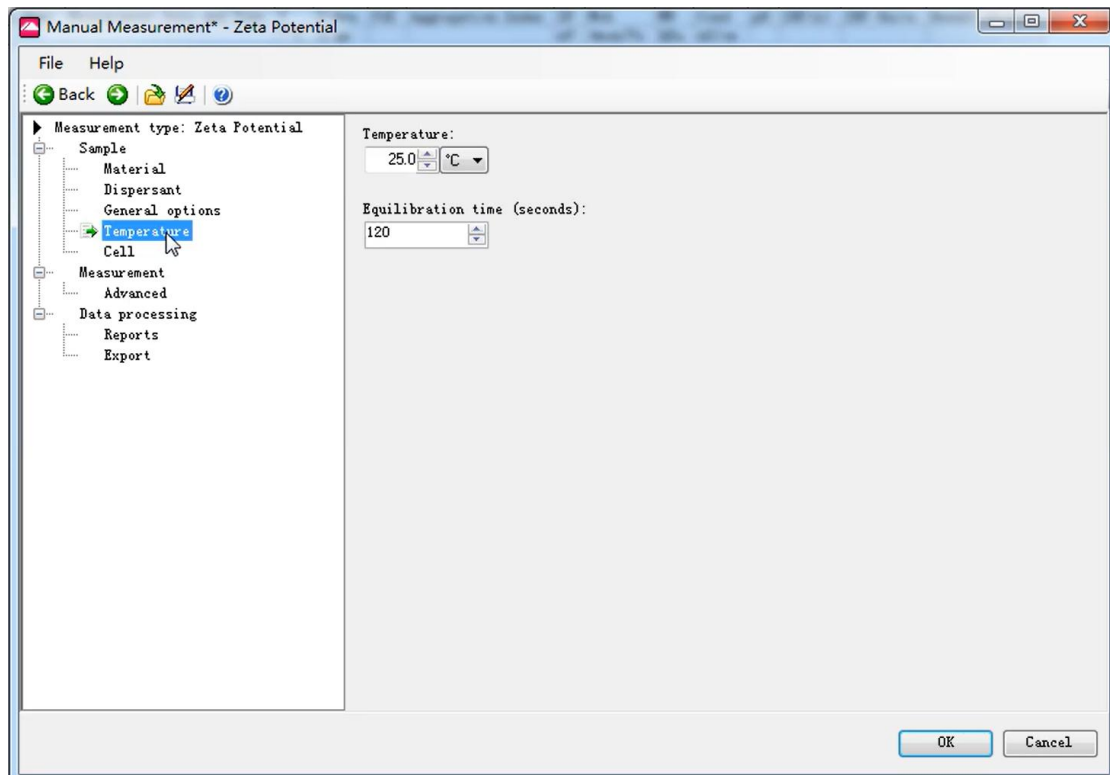 Manual Measurement* - Zeta Potential
File Help
Back
Measurement type: Zeta Potential
Sample
Material
Dispersant
General options
Temperature
Cell
Measurement
Advanced
Data processing
Reports
Export
Temperature:
25.0 °C
Equilibration time (seconds):
120
OK Cancel